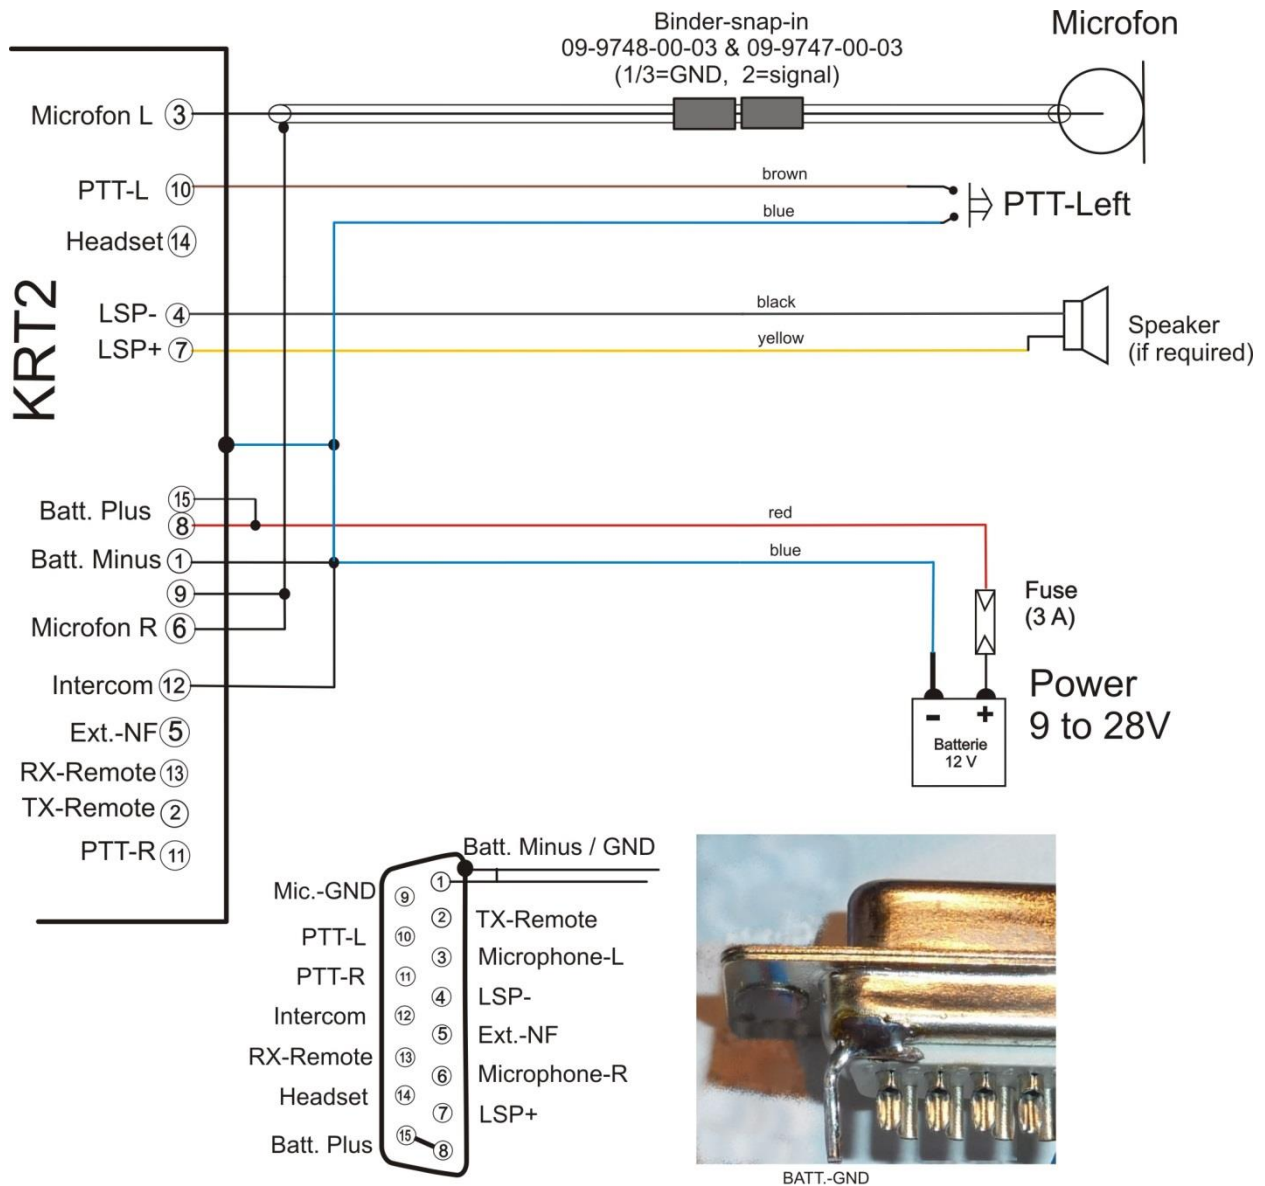 Binder-snap-in
09-9748-00-03 & 09-9747-00-03
(1/3=GND, 2=signal)
Microfon
Microfon L 3
PTT-L 10
brown
blue
PTT-Left
Headset 14
KRT2
LSP- 4
black
LSP+ 7
yellow
Speaker
(if required)
15
Batt. Plus
8
red
Batt. Minus 1
blue
9
Microfon R 6
Fuse
(3 A)
Intercom 12
Power
9 to 28V
- +
Batterie
12 V
Ext.-NF 5
RX-Remote 13
TX-Remote 2
PTT-R 11
Batt. Minus / GND
1
Mic.-GND 9
2 TX-Remote
PTT-L 10
3 Microphone-L
PTT-R 11
4 LSP-
Intercom 12
5 Ext.-NF
RX-Remote 13
6 Microphone-R
Headset 14
7 LSP+
Batt. Plus 15
8
BATT.-GND